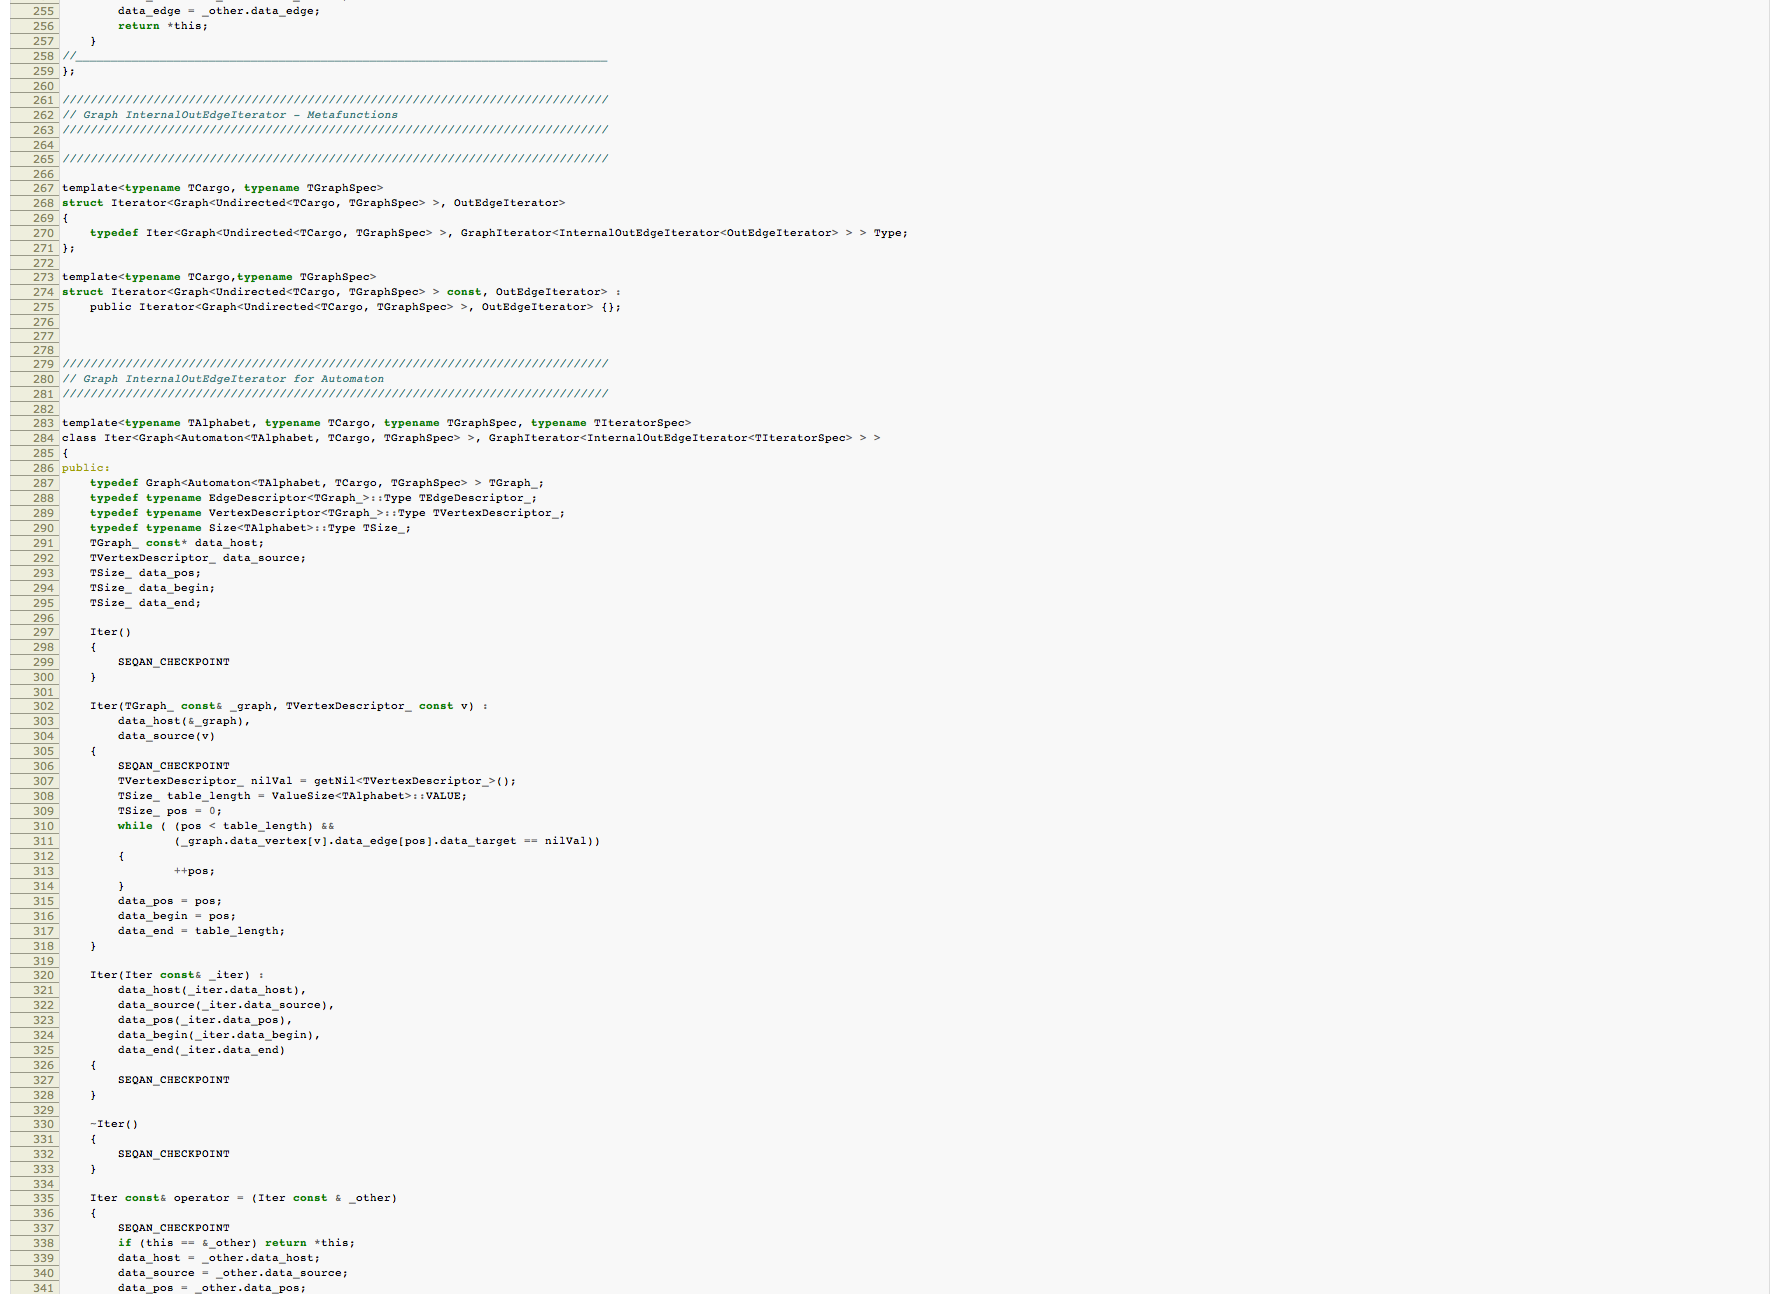 255         data_edge = _other.data_edge;
256         return *this;
257     }
258 //____________________________________________________________________________
259 };
260
261 //////////////////////////////////////////////////////////////////////////////
262 // Graph InternalOutEdgeIterator - Metafunctions
263 //////////////////////////////////////////////////////////////////////////////
264
265 //////////////////////////////////////////////////////////////////////////////
266
267 template<typename TCargo, typename TGraphSpec>
268 struct Iterator<Graph<Undirected<TCargo, TGraphSpec> >, OutEdgeIterator>
269 {
270     typedef Iter<Graph<Undirected<TCargo, TGraphSpec> >, GraphIterator<InternalOutEdgeIterator<OutEdgeIterator> > > Type;
271 };
272
273 template<typename TCargo,typename TGraphSpec>
274 struct Iterator<Graph<Undirected<TCargo, TGraphSpec> > const, OutEdgeIterator> :
275     public Iterator<Graph<Undirected<TCargo, TGraphSpec> >, OutEdgeIterator> {};
276
277
278
279 //////////////////////////////////////////////////////////////////////////////
280 // Graph InternalOutEdgeIterator for Automaton
281 //////////////////////////////////////////////////////////////////////////////
282
283 template<typename TAlphabet, typename TCargo, typename TGraphSpec, typename TIteratorSpec>
284 class Iter<Graph<Automaton<TAlphabet, TCargo, TGraphSpec> >, GraphIterator<InternalOutEdgeIterator<TIteratorSpec> > >
285 {
286 public:
287     typedef Graph<Automaton<TAlphabet, TCargo, TGraphSpec> > TGraph_;
288     typedef typename EdgeDescriptor<TGraph_>::Type TEdgeDescriptor_;
289     typedef typename VertexDescriptor<TGraph_>::Type TVertexDescriptor_;
290     typedef typename Size<TAlphabet>::Type TSize_;
291     TGraph_ const* data_host;
292     TVertexDescriptor_ data_source;
293     TSize_ data_pos;
294     TSize_ data_begin;
295     TSize_ data_end;
296
297     Iter()
298     {
299         SEQAN_CHECKPOINT
300     }
301
302     Iter(TGraph_ const& _graph, TVertexDescriptor_ const v) :
303         data_host(&_graph),
304         data_source(v)
305     {
306         SEQAN_CHECKPOINT
307         TVertexDescriptor_ nilVal = getNil<TVertexDescriptor_>();
308         TSize_ table_length = ValueSize<TAlphabet>::VALUE;
309         TSize_ pos = 0;
310         while ( (pos < table_length) &&
311                 (_graph.data_vertex[v].data_edge[pos].data_target == nilVal))
312         {
313                 ++pos;
314         }
315         data_pos = pos;
316         data_begin = pos;
317         data_end = table_length;
318     }
319
320     Iter(Iter const& _iter) :
321         data_host(_iter.data_host),
322         data_source(_iter.data_source),
323         data_pos(_iter.data_pos),
324         data_begin(_iter.data_begin),
325         data_end(_iter.data_end)
326     {
327         SEQAN_CHECKPOINT
328     }
329
330     ~Iter()
331     {
332         SEQAN_CHECKPOINT
333     }
334
335     Iter const& operator = (Iter const & _other)
336     {
337         SEQAN_CHECKPOINT
338         if (this == &_other) return *this;
339         data_host = _other.data_host;
340         data_source = _other.data_source;
341         data_pos = _other.data_pos;